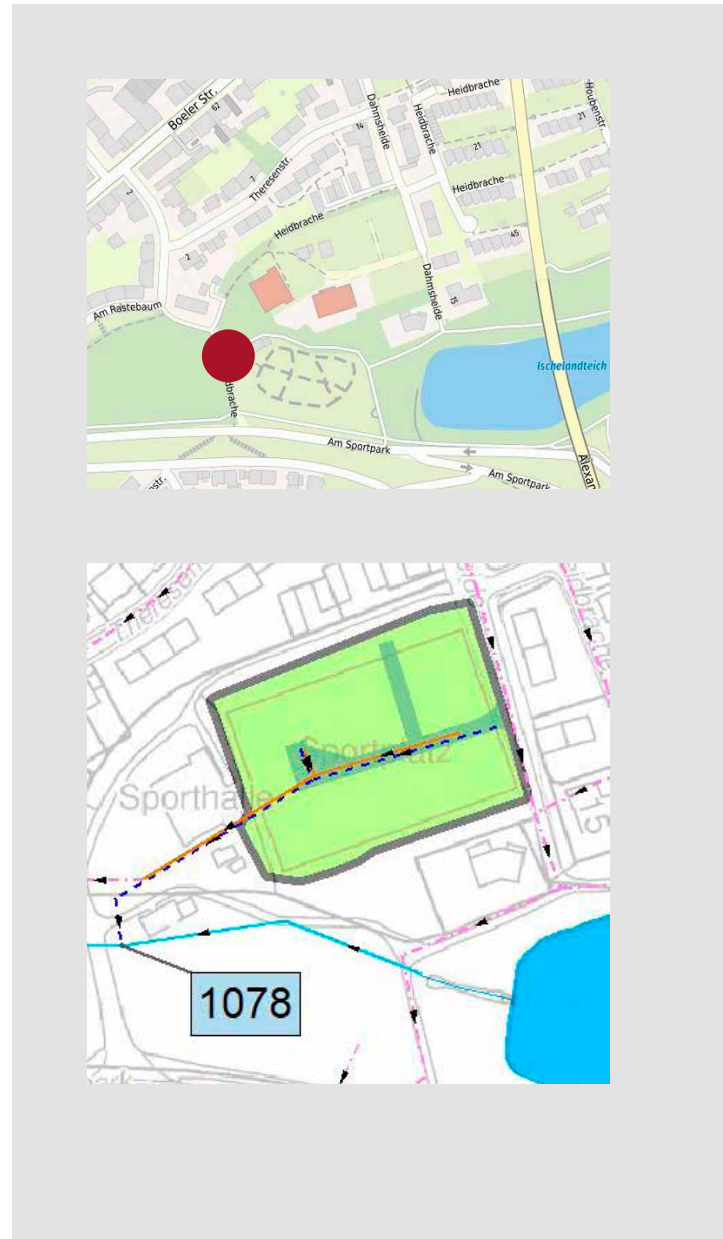 Boeler Str.
62
Dahmsheide
14
Heidbrache
Heidbrache
Houbenstr.
21
21
7
Theresenstr.
2
Heidbrache
Heidbrache
2
45
Dahmsheide
15
Am Rastebaum
Ischelandteich
Am Sportpark
Am Sportpark
Sportplatz
Sporthalle
15
1078